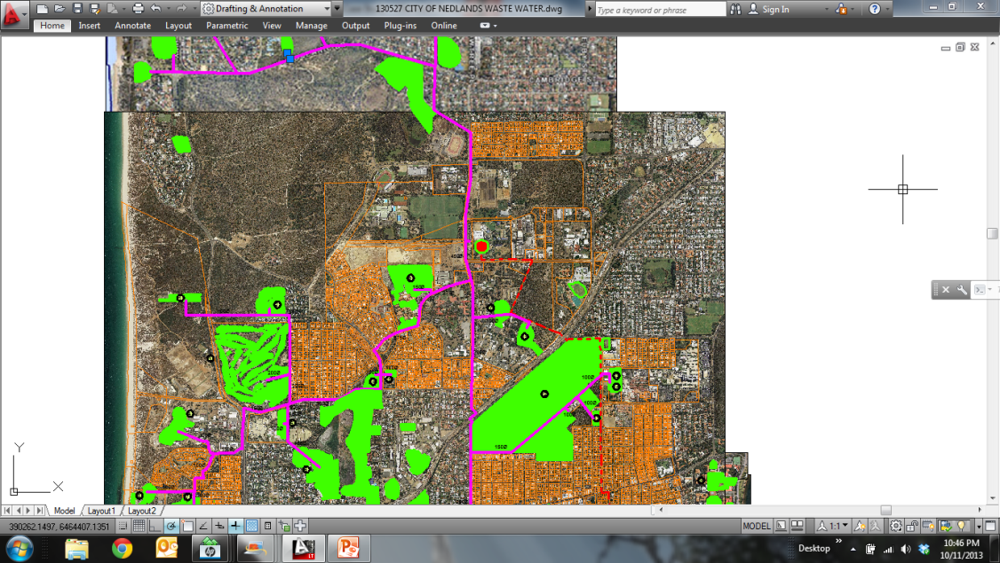 Drafting & Annotation
130527 CITY OF NEDLANDS WASTE WATER.dwg
Type a keyword or phrase
Sign In
Home Insert Annotate Layout Parametric View Manage Output Plug-ins Online
CAMBRIDGE
Y
X
Model Layout1 Layout2
390262.1497, 6464407.1351
MODEL
1:1
Desktop
10:46 PM
10/11/2013